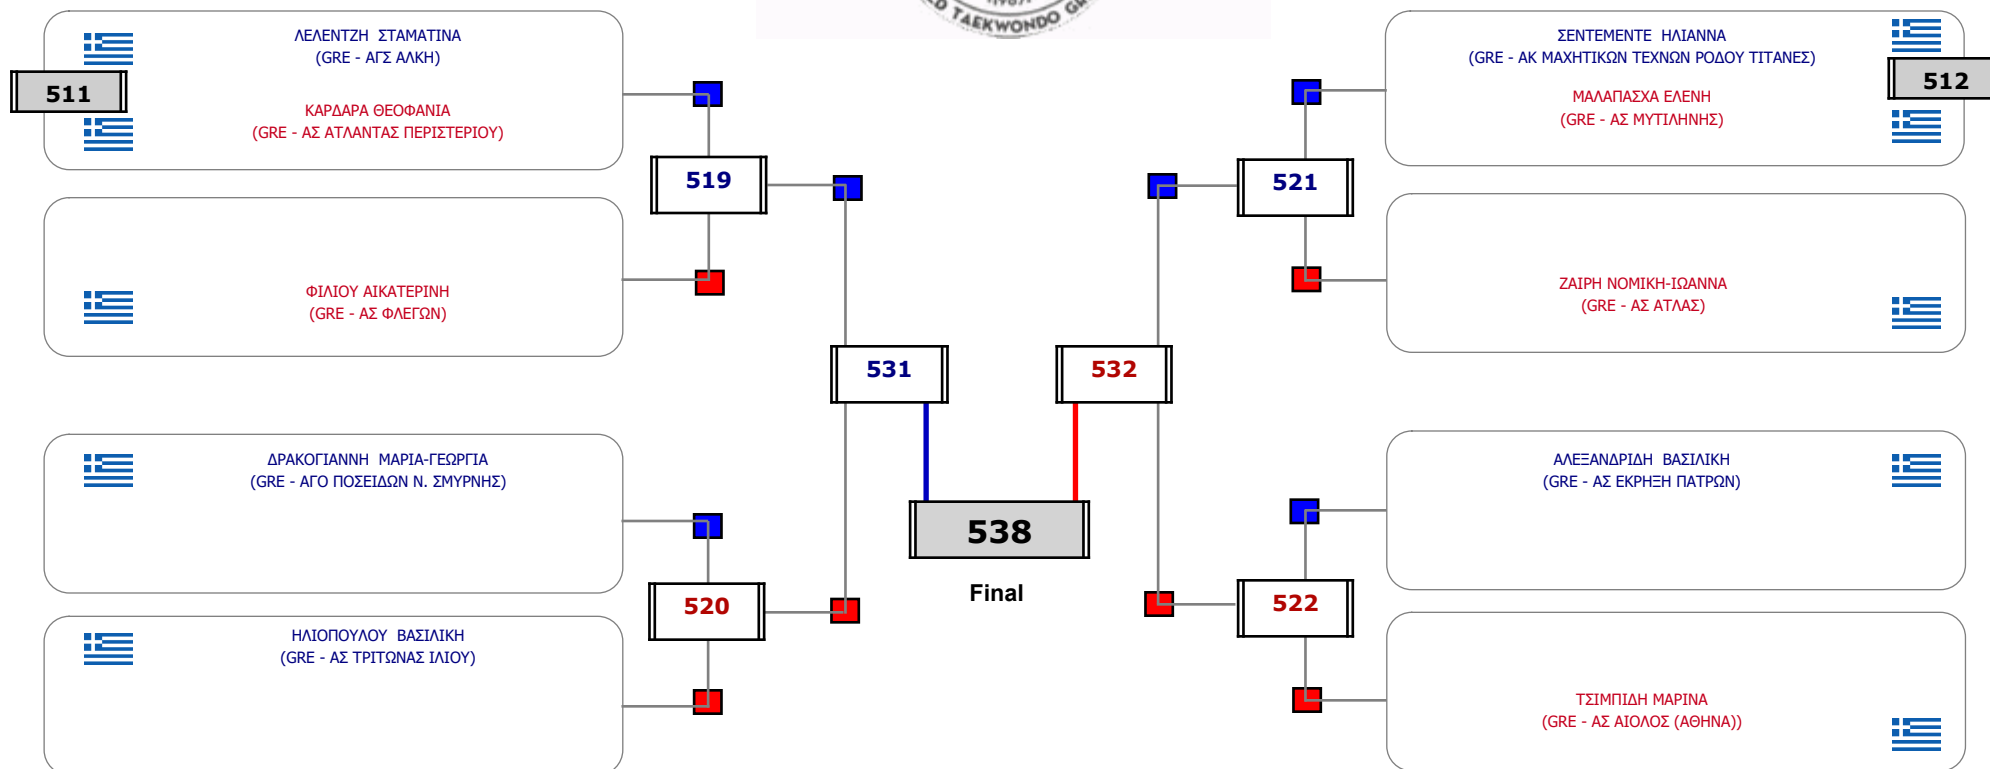 TAEKWONDO
511
ΛΕΛΕΝΤΖΗ ΣΤΑΜΑΤΙΝΑ
(GRE - ΑΓΣ ΑΛΚΗ)
ΚΑΡΔΑΡΑ ΘΕΟΦΑΝΙΑ
(GRE - ΑΣ ΑΤΛΑΝΤΑΣ ΠΕΡΙΣΤΕΡΙΟΥ)
519
ΦΙΛΙΟΥ ΑΙΚΑΤΕΡΙΝΗ
(GRE - ΑΣ ΦΛΕΓΩΝ)
531
ΔΡΑΚΟΓΙΑΝΝΗ ΜΑΡΙΑ-ΓΕΩΡΓΙΑ
(GRE - ΑΓΟ ΠΟΣΕΙΔΩΝ Ν. ΣΜΥΡΝΗΣ)
520
ΗΛΙΟΠΟΥΛΟΥ ΒΑΣΙΛΙΚΗ
(GRE - ΑΣ ΤΡΙΤΩΝΑΣ ΙΛΙΟΥ)
538
Final
ΣΕΝΤΕΜΕΝΤΕ ΗΛΙΑΝΝΑ
(GRE - ΑΚ ΜΑΧΗΤΙΚΩΝ ΤΕΧΝΩΝ ΡΟΔΟΥ ΤΙΤΑΝΕΣ)
512
ΜΑΛΑΠΑΣΧΑ ΕΛΕΝΗ
(GRE - ΑΣ ΜΥΤΙΛΗΝΗΣ)
521
ΖΑΙΡΗ ΝΟΜΙΚΗ-ΙΩΑΝΝΑ
(GRE - ΑΣ ΑΤΛΑΣ)
532
ΑΛΕΞΑΝΔΡΙΔΗ ΒΑΣΙΛΙΚΗ
(GRE - ΑΣ ΕΚΡΗΞΗ ΠΑΤΡΩΝ)
522
ΤΣΙΜΠΙΔΗ ΜΑΡΙΝΑ
(GRE - ΑΣ ΑΙΟΛΟΣ (ΑΘΗΝΑ))